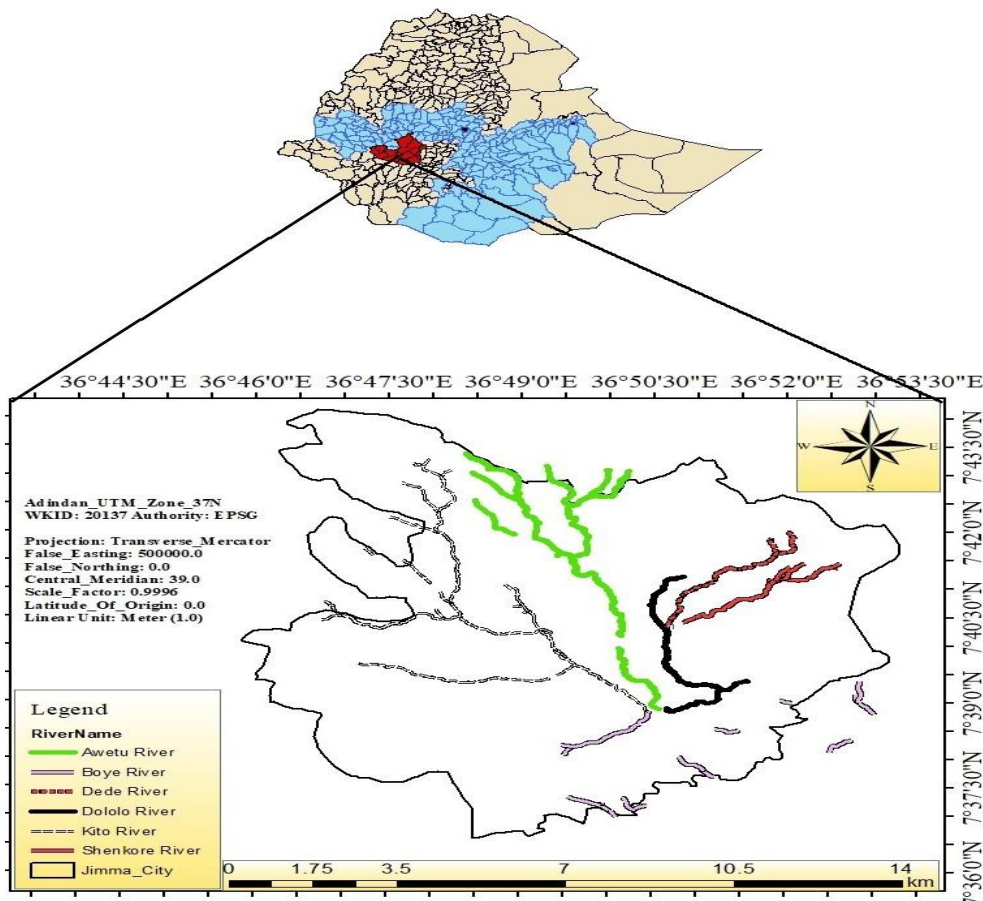 36°44'30"E 36°46'0"E 36°47'30"E 36°49'0"E 36°50'30"E 36°52'0"E 36°53'30"E
N
W E
S
7°43'30"N
7°42'0"N
7°40'30"N
7°39'0"N
7°37'30"N
7°36'0"N
Adindan_UTM_Zone_37N
WKID: 20137 Authority: EPSG
Projection: Transverse_Mercator
False_Easting: 500000.0
False_Northing: 0.0
Central_Meridian: 39.0
Scale_Factor: 0.9996
Latitude_Of_Origin: 0.0
Linear Unit: Meter (1.0)
Legend
RiverName
Awetu River
Boye River
Dede River
Dololo River
Kito River
Shenkore River
Jimma_City
0 1.75 3.5 7 10.5 14
km